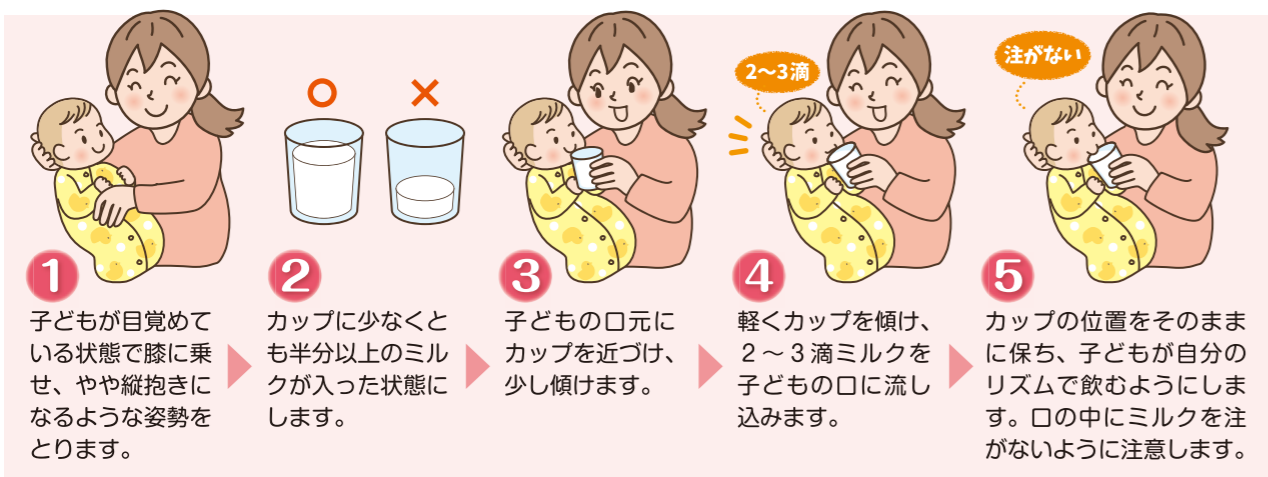 ○
×
2〜3滴
注がない
1
子どもが目覚めて
いる状態で膝に乗
せ、やや縦抱きに
なるような姿勢を
とります。
2
カップに少なくと
も半分以上のミル
クが入った状態に
します。
3
子どもの口元に
カップを近づけ、
少し傾けます。
4
軽くカップを傾け、
2〜3滴ミルクを
子どもの口に流し
込みます。
5
カップの位置をそのまま
に保ち、子どもが自分の
リズムで飲むようにしま
す。口の中にミルクを注
がないように注意します。